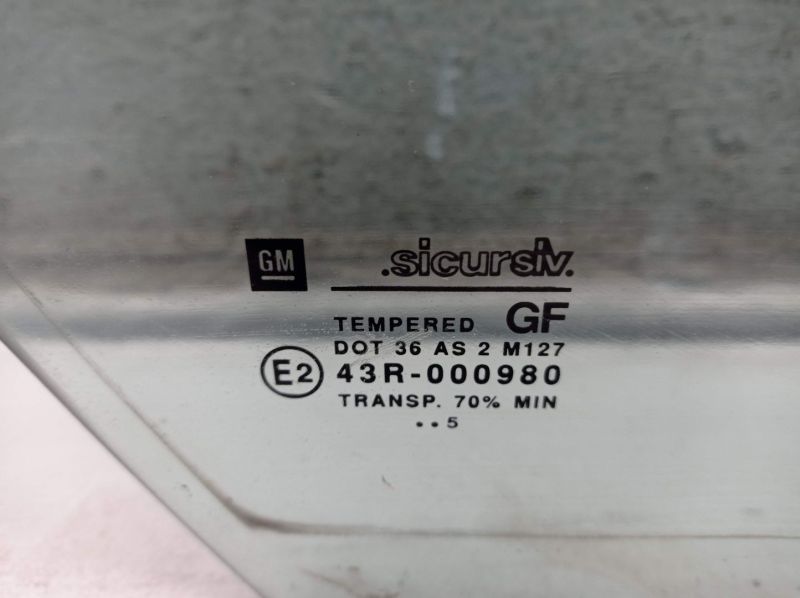 GM .sicursiv.
TEMPERED GF
DOT 36 AS 2 M127
E2 43R-000980
TRANSP. 70% MIN
••5